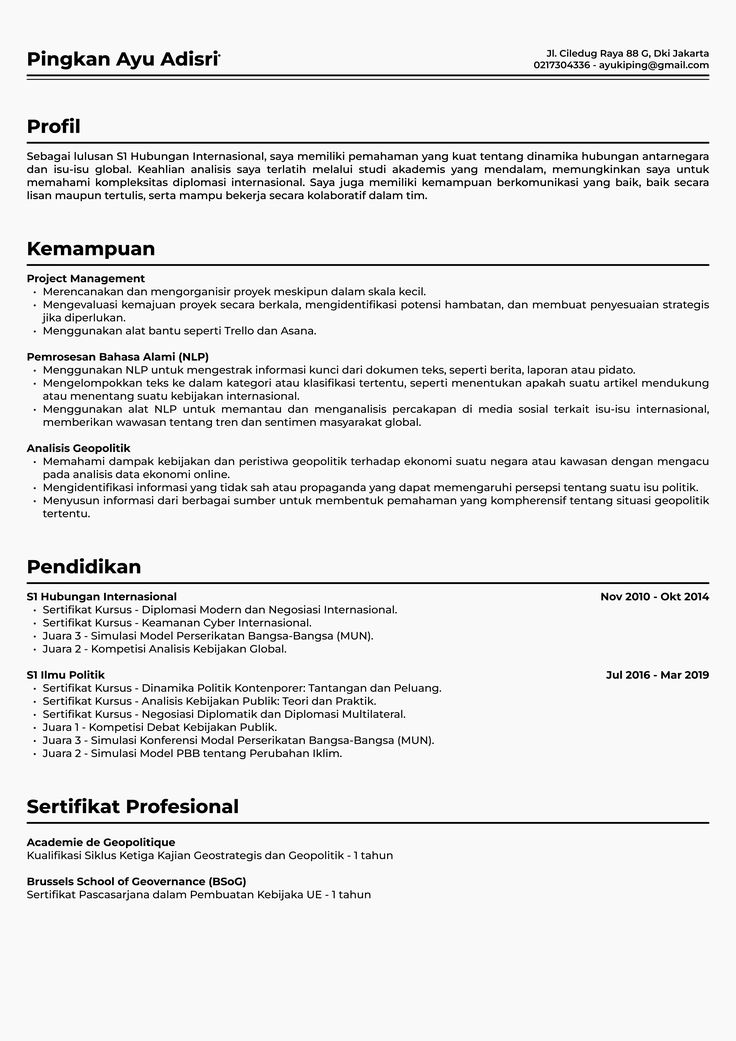 Pingkan Ayu Adisri
Jl. Ciledug Raya 88 G, Dki Jakarta
0217304336 - ayukiping@gmail.com
Profil
Sebagai lulusan S1 Hubungan Internasional, saya memiliki pemahaman yang kuat tentang dinamika hubungan antarnegara
dan isu-isu global. Keahlian analisis saya terlatih melalui studi akademis yang mendalam, memungkinkan saya untuk
memahami kompleksitas diplomasi internasional. Saya juga memiliki kemampuan berkomunikasi yang baik, baik secara
lisan maupun tertulis, serta mampu bekerja secara kolaboratif dalam tim.
Kemampuan
Project Management
• Merencanakan dan mengorganisir proyek meskipun dalam skala kecil.
• Mengevaluasi kemajuan proyek secara berkala, mengidentifikasi potensi hambatan, dan membuat penyesuaian strategis
jika diperlukan.
• Menggunakan alat bantu seperti Trello dan Asana.
Pemrosesan Bahasa Alami (NLP)
• Menggunakan NLP untuk mengestrak informasi kunci dari dokumen teks, seperti berita, laporan atau pidato.
• Mengelompokkan teks ke dalam kategori atau klasifikasi tertentu, seperti menentukan apakah suatu artikel mendukung
atau menentang suatu kebijakan internasional.
• Menggunakan alat NLP untuk memantau dan menganalisis percakapan di media sosial terkait isu-isu internasional,
memberikan wawasan tentang tren dan sentimen masyarakat global.
Analisis Geopolitik
• Memahami dampak kebijakan dan peristiwa geopolitik terhadap ekonomi suatu negara atau kawasan dengan mengacu
pada analisis data ekonomi online.
• Mengidentifikasi informasi yang tidak sah atau propaganda yang dapat memengaruhi persepsi tentang suatu isu politik.
• Menyusun informasi dari berbagai sumber untuk membentuk pemahaman yang kompherensif tentang situasi geopolitik
tertentu.
Pendidikan
S1 Hubungan Internasional Nov 2010 - Okt 2014
• Sertifikat Kursus - Diplomasi Modern dan Negosiasi Internasional.
• Sertifikat Kursus - Keamanan Cyber Internasional.
• Juara 3 - Simulasi Model Perserikatan Bangsa-Bangsa (MUN).
• Juara 2 - Kompetisi Analisis Kebijakan Global.
S1 Ilmu Politik Jul 2016 - Mar 2019
• Sertifikat Kursus - Dinamika Politik Kontenporer: Tantangan dan Peluang.
• Sertifikat Kursus - Analisis Kebijakan Publik: Teori dan Praktik.
• Sertifikat Kursus - Negosiasi Diplomatik dan Diplomasi Multilateral.
• Juara 1 - Kompetisi Debat Kebijakan Publik.
• Juara 3 - Simulasi Konferensi Modal Perserikatan Bangsa-Bangsa (MUN).
• Juara 2 - Simulasi Model PBB tentang Perubahan Iklim.
Sertifikat Profesional
Academie de Geopolitique
Kualifikasi Siklus Ketiga Kajian Geostrategis dan Geopolitik - 1 tahun
Brussels School of Geovernance (BSoG)
Sertifikat Pascasarjana dalam Pembuatan Kebijaka UE - 1 tahun